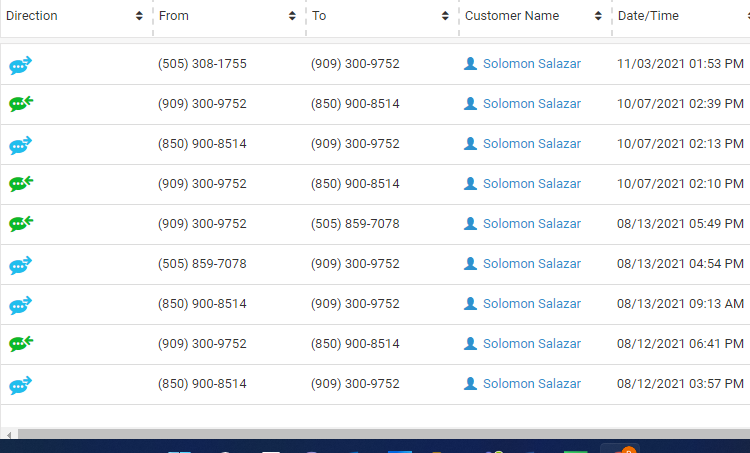 Direction From To Customer Name Date/Time
(505) 308-1755 (909) 300-9752 Solomon Salazar 11/03/2021 01:53 PM
(909) 300-9752 (850) 900-8514 Solomon Salazar 10/07/2021 02:39 PM
(850) 900-8514 (909) 300-9752 Solomon Salazar 10/07/2021 02:13 PM
(909) 300-9752 (850) 900-8514 Solomon Salazar 10/07/2021 02:10 PM
(909) 300-9752 (505) 859-7078 Solomon Salazar 08/13/2021 05:49 PM
(505) 859-7078 (909) 300-9752 Solomon Salazar 08/13/2021 04:54 PM
(850) 900-8514 (909) 300-9752 Solomon Salazar 08/13/2021 09:13 AM
(909) 300-9752 (850) 900-8514 Solomon Salazar 08/12/2021 06:41 PM
(850) 900-8514 (909) 300-9752 Solomon Salazar 08/12/2021 03:57 PM